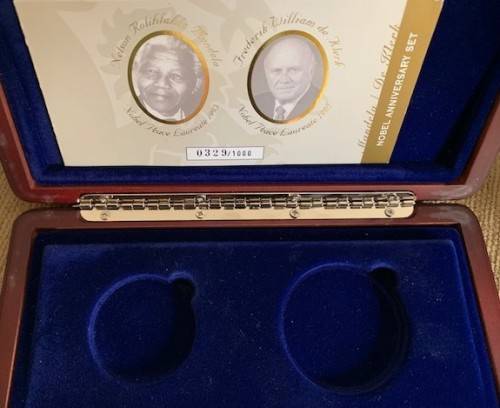 Nelson Rolihlahla Mandela
Nobel Peace Laureate 1993
Frederik William de Klerk
Nobel Peace Laureate 1993
0329/1000
Mandela / De Klerk
NOBEL ANNIVERSARY SET